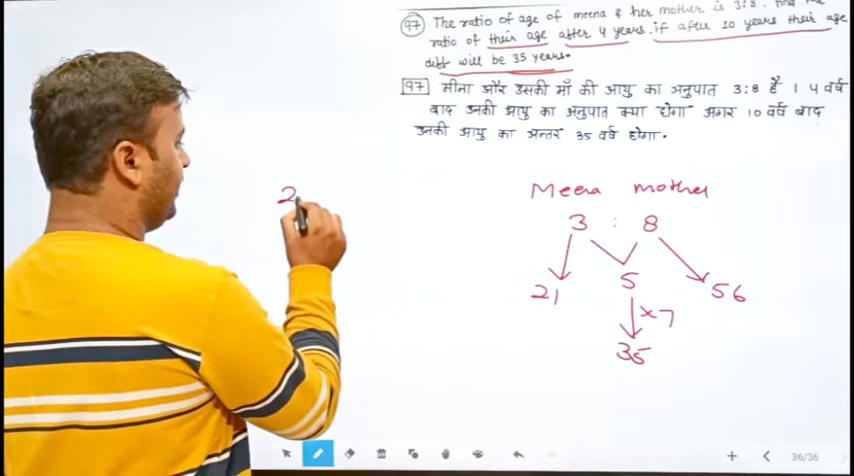 97 The ratio of age of meena & her mother is 3:8. find the
ratio of their age after 4 years. if after 10 years their age
diff will be 35 years.
97 मीना और उसकी माँ की आयु का अनुपात 3:8 है । 4 वर्ष
बाद उनकी आयु का अनुपात क्या होगा अगर 10 वर्ष बाद
उनकी आयु का अन्तर 35 वर्ष होगा.
Meena mother
3 : 8
2
5
21 56
×7
35
36/36